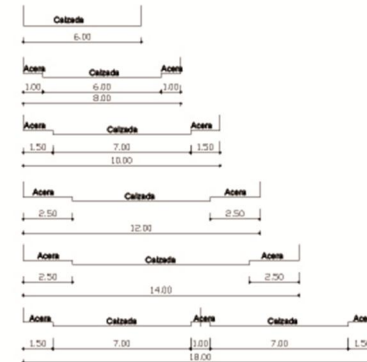 Calzada
6.00
Acera Calzada Acera
1.00 6.00 1.00
8.00
Acera Calzada Acera
1.50 7.00 1.50
10.00
Acera Calzada Acera
2.50 2.50
12.00
Acera Calzada Acera
2.50 2.50
14.00
Acera Calzada Acera Calzada Acera
1.50 7.00 1.00 7.00 1.50
18.00